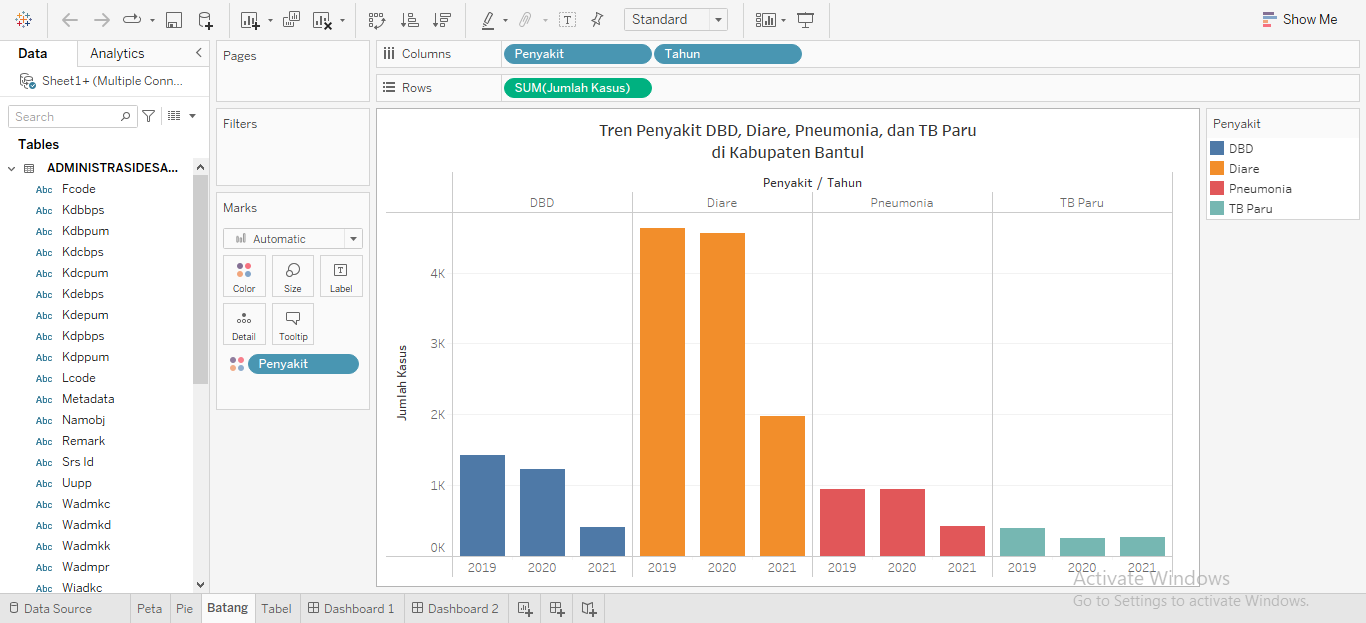 Standard
Show Me
Data
Analytics
Sheet1+ (Multiple Conn...
Search
Tables
ADMINISTRASIDESA...
Abc Fcode
Abc Kdbbps
Abc Kdbpum
Abc Kdcbps
Abc Kdcpum
Abc Kdebps
Abc Kdepum
Abc Kdpbps
Abc Kdppum
Abc Lcode
Abc Metadata
Abc Namobj
Abc Remark
Abc Srs Id
Abc Uupp
Abc Wadmkc
Abc Wadmkd
Abc Wadmkk
Abc Wadmpr
Abc Wiadkc
Pages
Filters
Marks
Automatic
Color Size Label
Detail Tooltip
Penyakit
Columns Penyakit Tahun
Rows SUM(Jumlah Kasus)
Tren Penyakit DBD, Diare, Pneumonia, dan TB Paru
di Kabupaten Bantul
Penyakit / Tahun
DBD Diare Pneumonia TB Paru
Jumlah Kasus
4K
3K
2K
1K
0K
2019 2020 2021 2019 2020 2021 2019 2020 2021 2019 2020 2021
Penyakit
DBD
Diare
Pneumonia
TB Paru
Activate Windows
Go to Settings to activate Windows.
Data Source Peta Pie Batang Tabel Dashboard 1 Dashboard 2